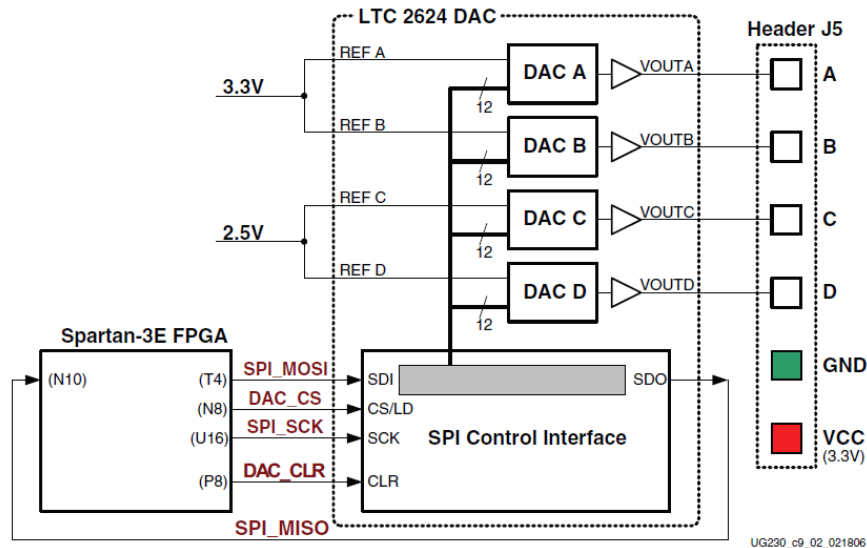 LTC 2624 DAC
Header J5
REF A
DAC A
VOUTA
A
3.3V
12
REF B
DAC B
VOUTB
B
12
REF C
DAC C
VOUTC
C
2.5V
12
REF D
DAC D
VOUTD
D
12
Spartan-3E FPGA
SPI_MOSI
(N10)
(T4)
SDI
SDO
GND
DAC_CS
(N8)
CS/LD
SPI_SCK
(U16)
SCK
SPI Control Interface
VCC
(3.3V)
DAC_CLR
(P8)
CLR
SPI_MISO
UG230_c9_02_021806